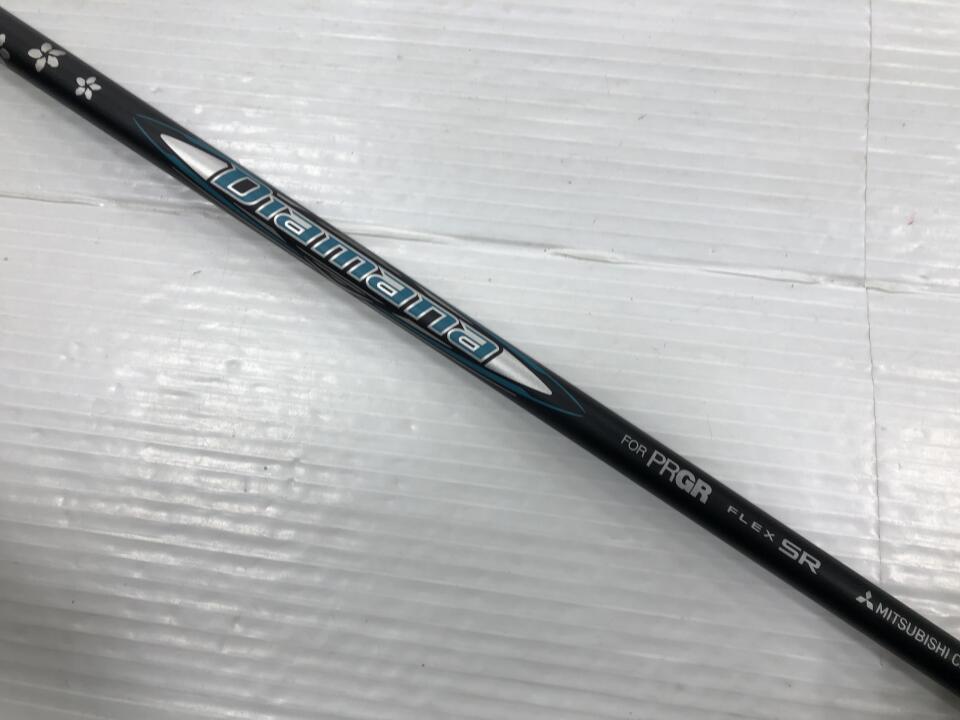 Diamana
FOR PRGR FLEX SR
MITSUBISHI